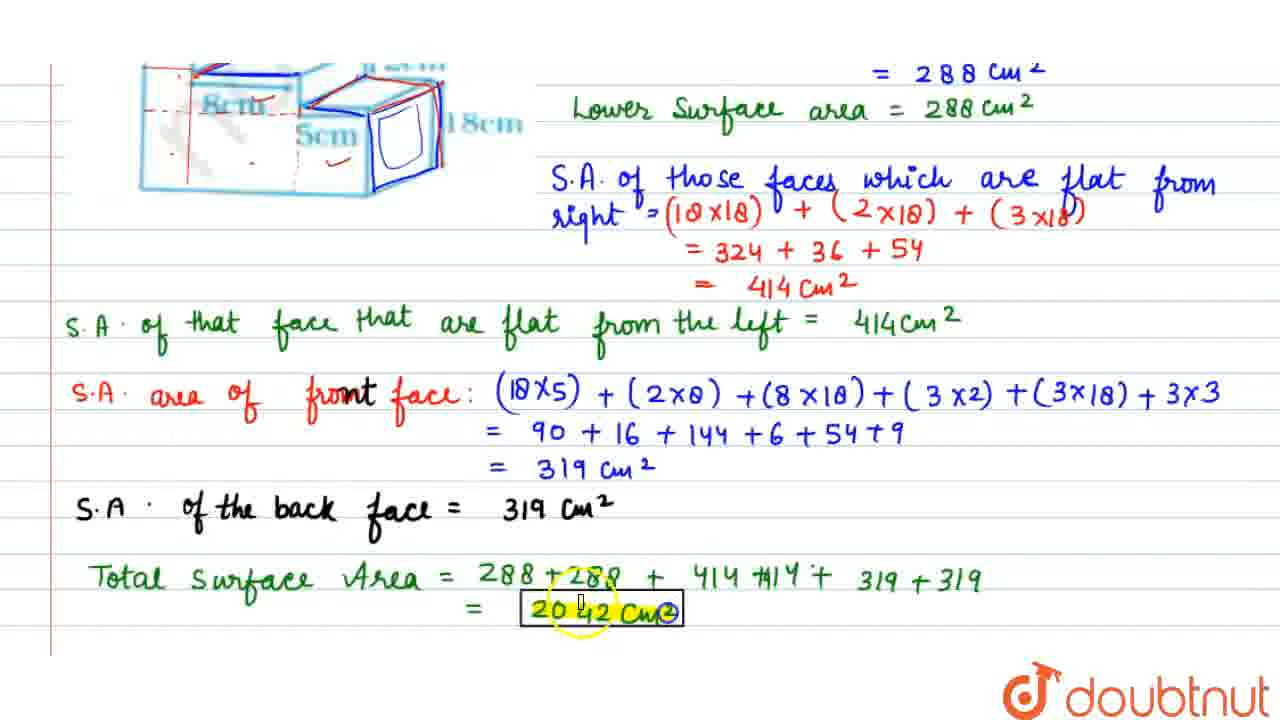 = 288 cm²
8cm
Lower Surface area = 288 cm²
5cm
18cm
S.A. of those faces which are flat from
right = (18×18) + (2×18) + (3×18)
= 324 + 36 + 54
= 414 cm²
S.A. of that face that are flat from the left = 414 cm²
S.A. area of front face: (18×5) + (2×8) + (8×18) + (3×2) + (3×18) + 3×3
= 90 + 16 + 144 + 6 + 54 + 9
= 319 cm²
S.A. of the back face = 319 cm²
Total Surface Area = 288 + 288 + 414 + 414 + 319 + 319
= 2042 cm²
doubtnut